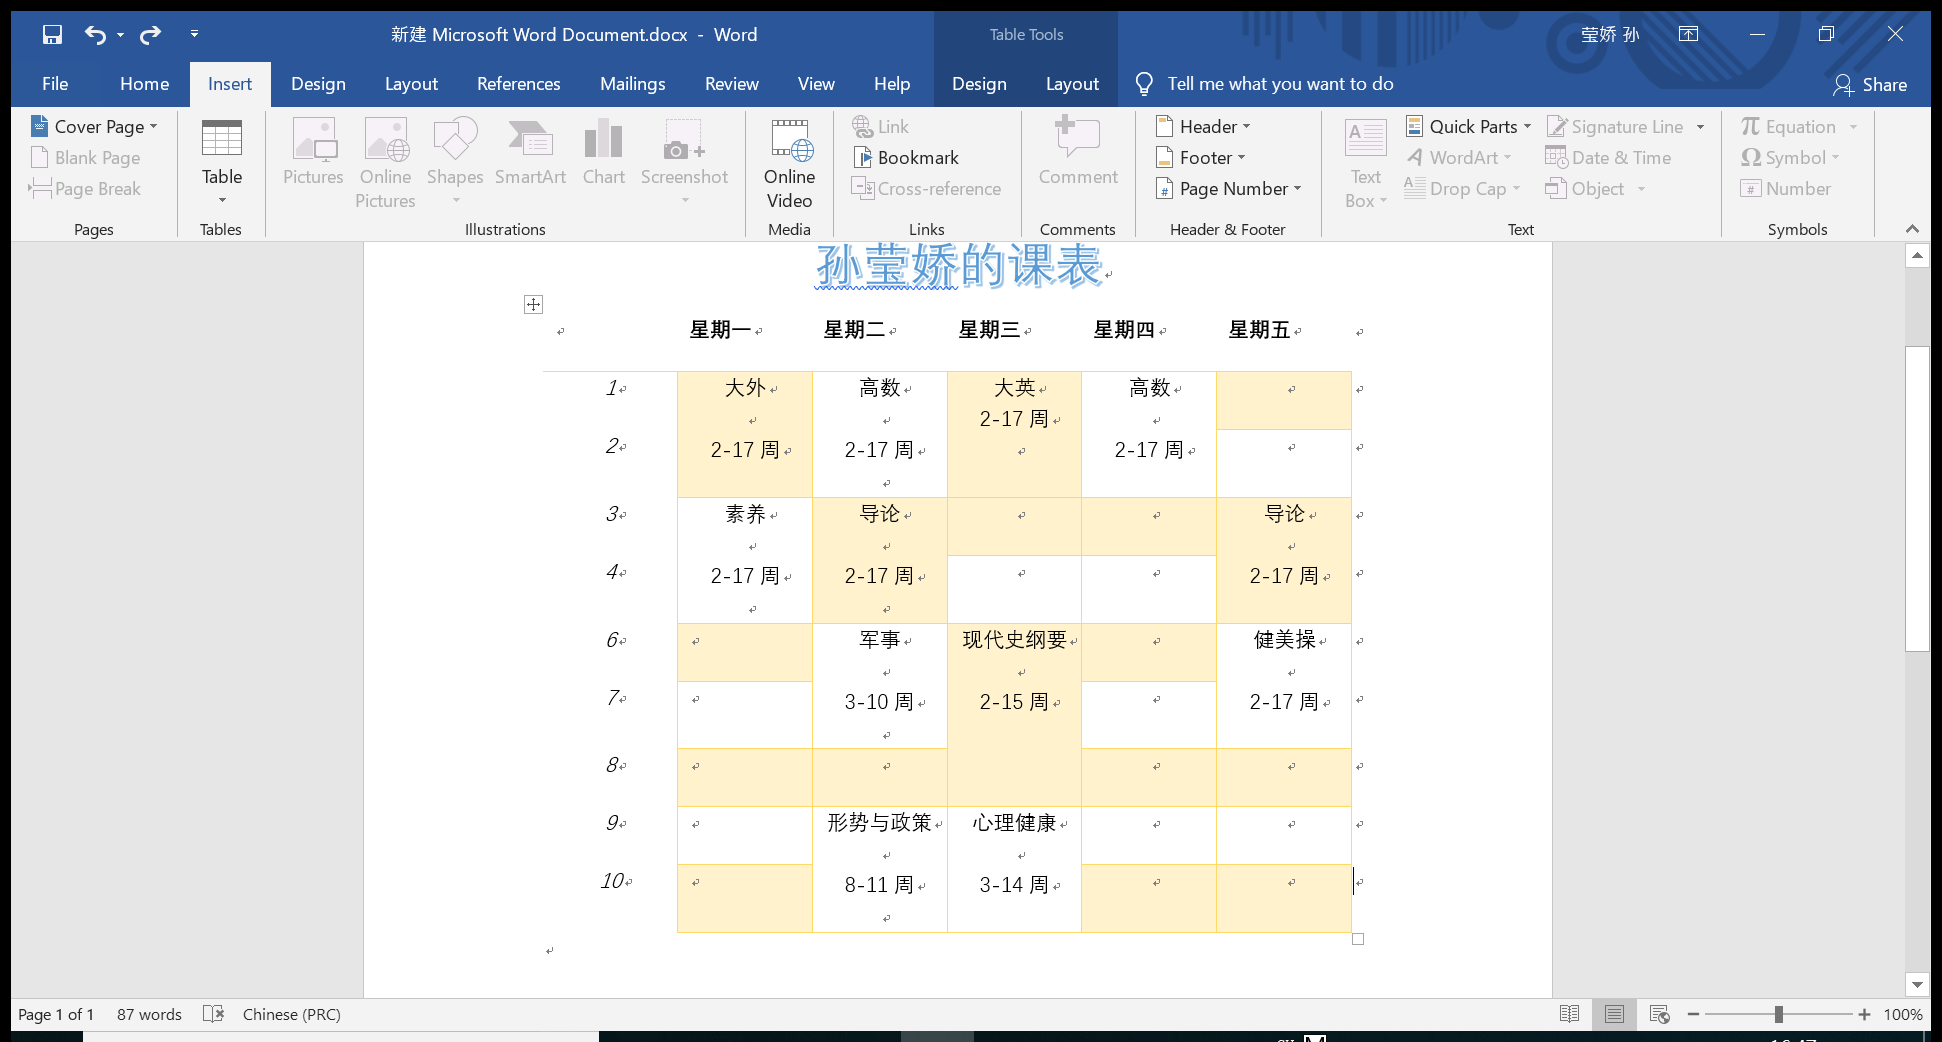 新建 Microsoft Word Document.docx - Word
Table Tools
莹娇 孙
File Home Insert Design Layout References Mailings Review View Help Design Layout Tell me what you want to do Share
Cover Page
Blank Page
Page Break
Pages
Table
Tables
Pictures
Online Pictures
Shapes
SmartArt
Chart
Screenshot
Illustrations
Online Video
Media
Link
Bookmark
Cross-reference
Links
Comment
Comments
Header
Footer
Page Number
Header & Footer
Text Box
Quick Parts
WordArt
Drop Cap
Signature Line
Date & Time
Object
Text
Equation
Symbol
Number
Symbols
孙莹娇的课表
星期一 星期二 星期三 星期四 星期五
1 大外 高数 大英 高数
2-17 周
2 2-17 周 2-17 周 2-17 周
3 素养 导论 导论
4 2-17 周 2-17 周 2-17 周
6 军事 现代史纲要 健美操
7 3-10 周 2-15 周 2-17 周
8
9 形势与政策 心理健康
10 8-11 周 3-14 周
Page 1 of 1 87 words Chinese (PRC) 100%